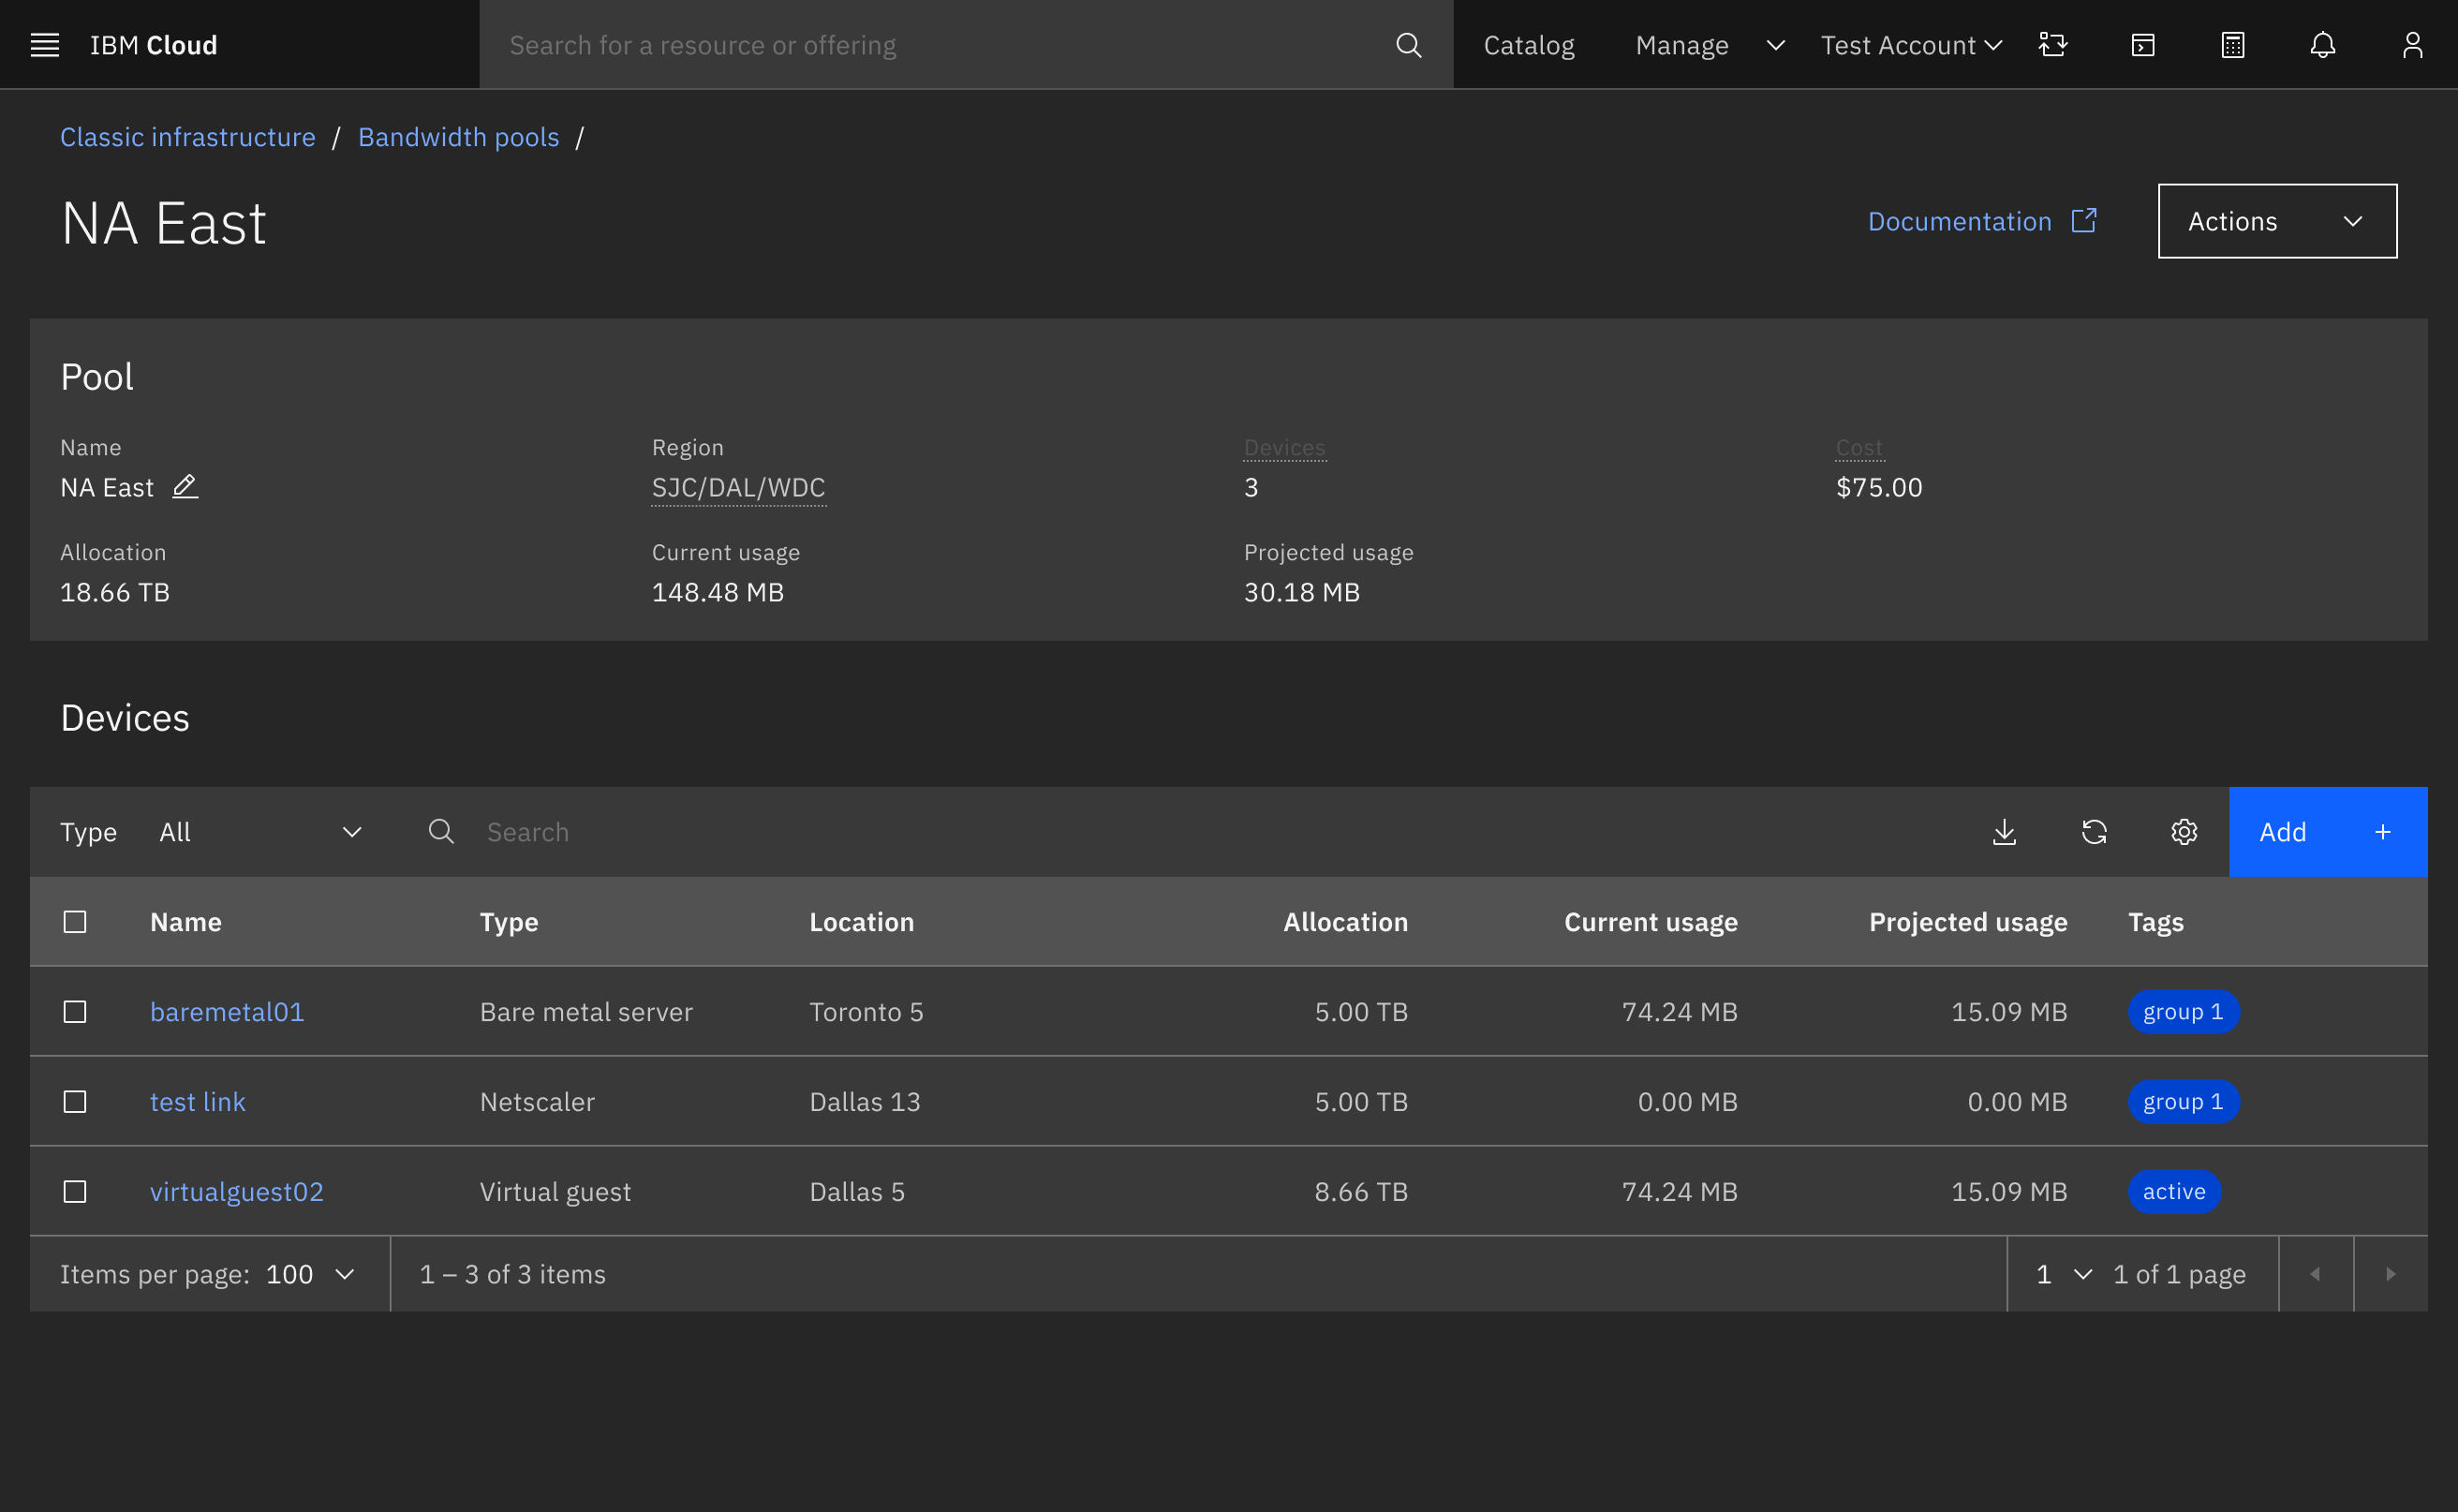 IBM Cloud
Search for a resource or offering
Catalog
Manage
Test Account
Classic infrastructure / Bandwidth pools /
NA East
Documentation
Actions
Pool
Name
Region
Devices
Cost
NA East
SJC/DAL/WDC
3
$75.00
Allocation
Current usage
Projected usage
18.66 TB
148.48 MB
30.18 MB
Devices
Type All
Search
Add +
Name Type Location Allocation Current usage Projected usage Tags
baremetal01 Bare metal server Toronto 5 5.00 TB 74.24 MB 15.09 MB group 1
test link Netscaler Dallas 13 5.00 TB 0.00 MB 0.00 MB group 1
virtualguest02 Virtual guest Dallas 5 8.66 TB 74.24 MB 15.09 MB active
Items per page: 100 1 – 3 of 3 items 1 1 of 1 page